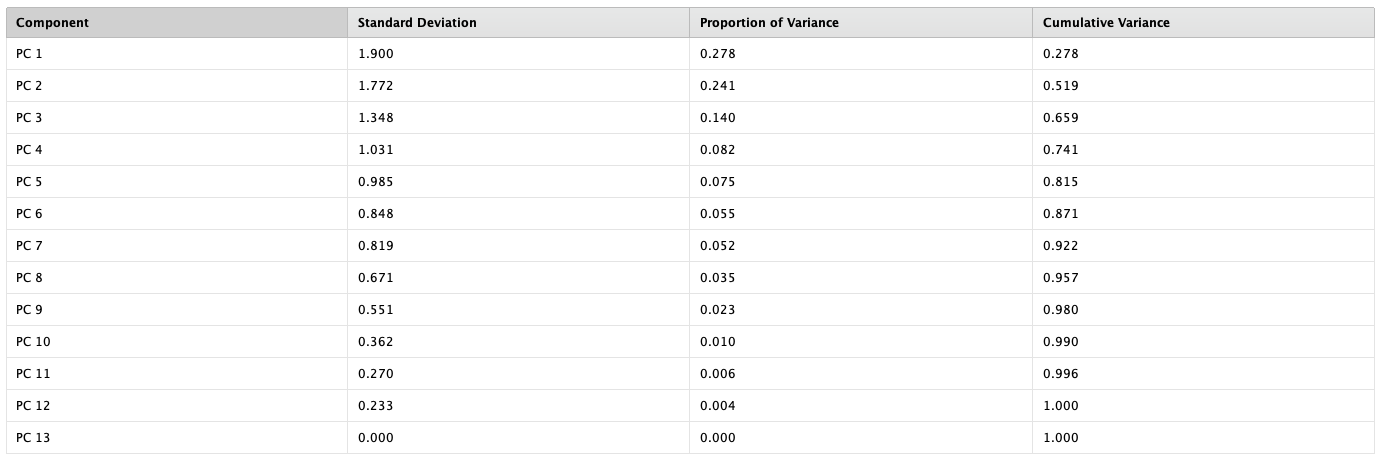 Component Standard Deviation Proportion of Variance Cumulative Variance
PC 1 1.900 0.278 0.278
PC 2 1.772 0.241 0.519
PC 3 1.348 0.140 0.659
PC 4 1.031 0.082 0.741
PC 5 0.985 0.075 0.815
PC 6 0.848 0.055 0.871
PC 7 0.819 0.052 0.922
PC 8 0.671 0.035 0.957
PC 9 0.551 0.023 0.980
PC 10 0.362 0.010 0.990
PC 11 0.270 0.006 0.996
PC 12 0.233 0.004 1.000
PC 13 0.000 0.000 1.000